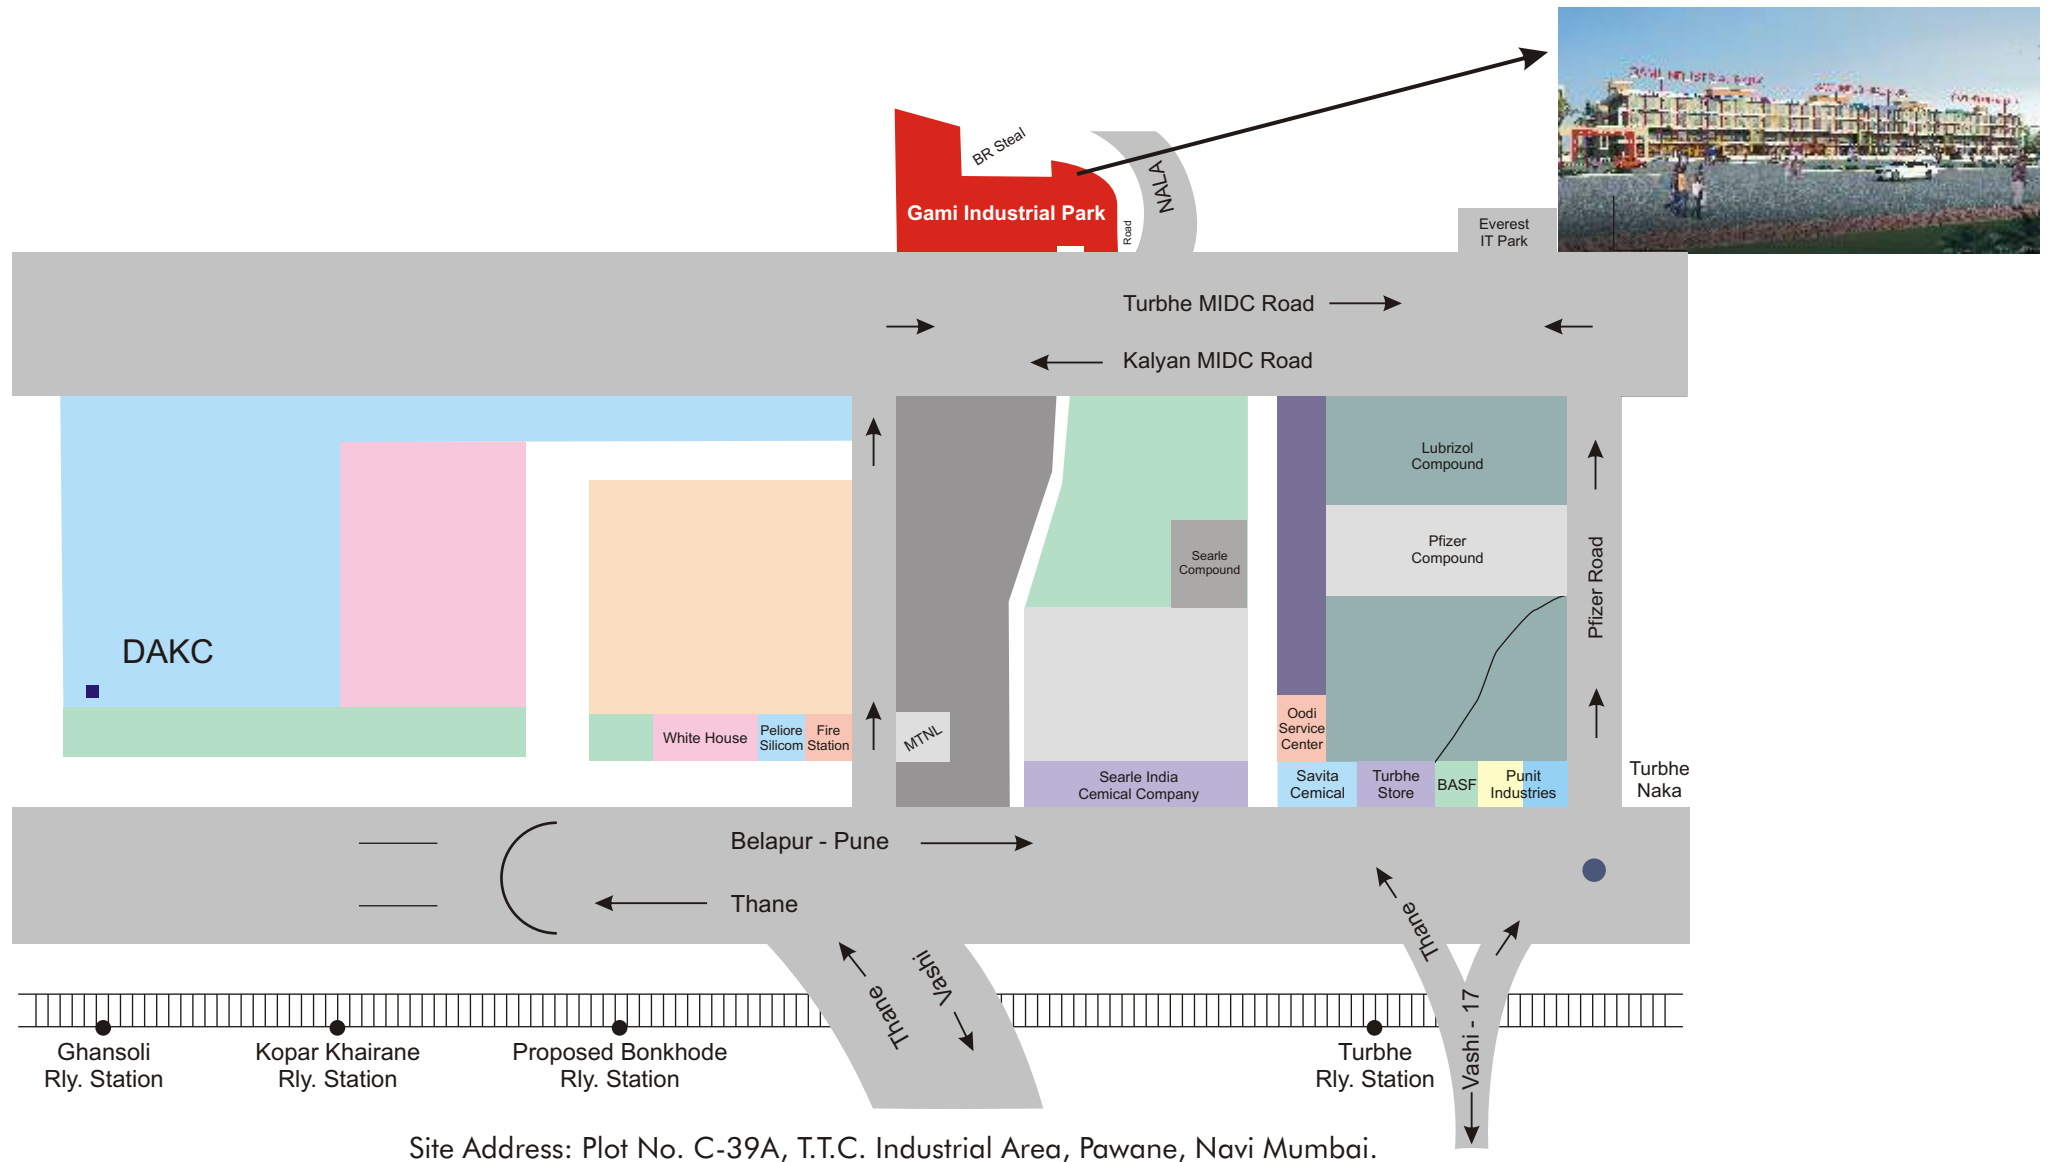 BR Steal
NALA
Gami Industrial Park
Road
Everest
IT Park
Turbhe MIDC Road
Kalyan MIDC Road
Lubrizol
Compound
Pfizer
Compound
Searle
Compound
Pfizer Road
DAKC
White House
Peliore
Silicom
Fire
Station
MTNL
Oodi
Service
Center
Searle India
Cemical Company
Savita
Cemical
Turbhe
Store
BASF
Punit
Industries
Turbhe
Naka
Belapur - Pune
Thane
Thane
Vashi
Thane
Vashi - 17
Ghansoli
Rly. Station
Kopar Khairane
Rly. Station
Proposed Bonkhode
Rly. Station
Turbhe
Rly. Station
Site Address: Plot No. C-39A, T.T.C. Industrial Area, Pawane, Navi Mumbai.